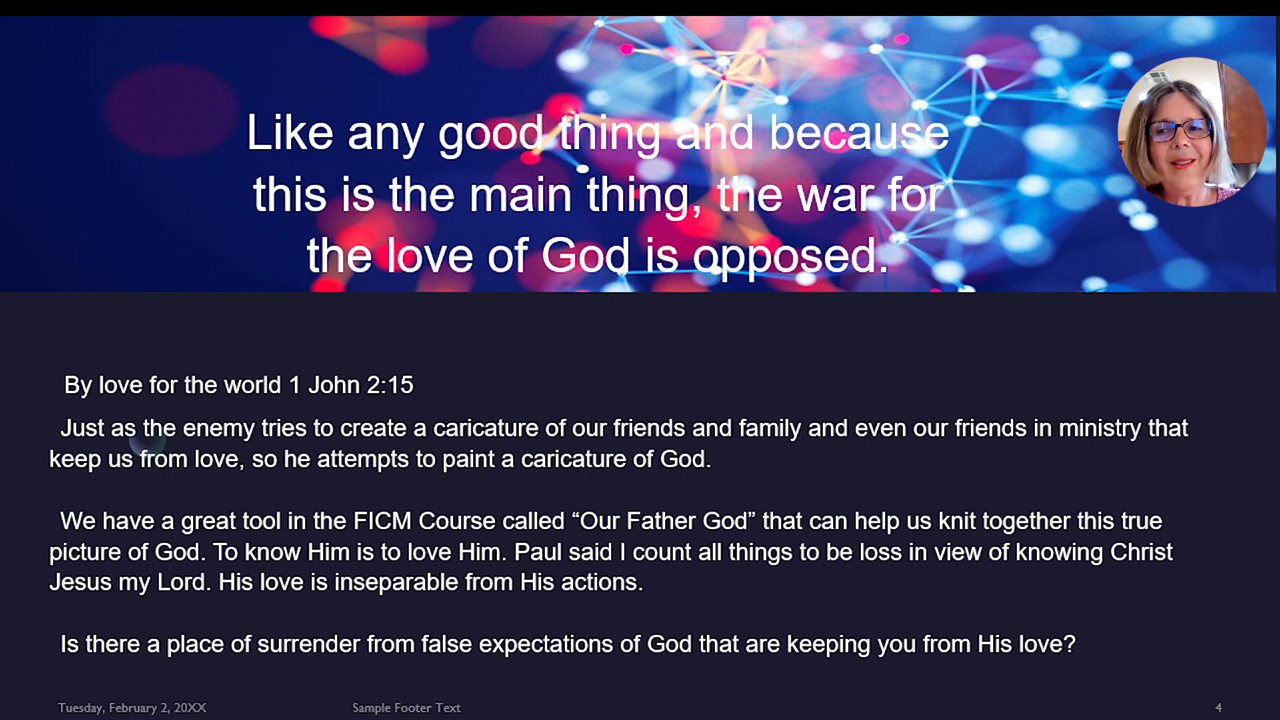 Like any good thing and because
this is the main thing, the war for
the love of God is opposed.
By love for the world 1 John 2:15
Just as the enemy tries to create a caricature of our friends and family and even our friends in ministry that
keep us from love, so he attempts to paint a caricature of God.
We have a great tool in the FICM Course called “Our Father God” that can help us knit together this true
picture of God. To know Him is to love Him. Paul said I count all things to be loss in view of knowing Christ
Jesus my Lord. His love is inseparable from His actions.
Is there a place of surrender from false expectations of God that are keeping you from His love?
Tuesday, February 2, 20XX
Sample Footer Text
4